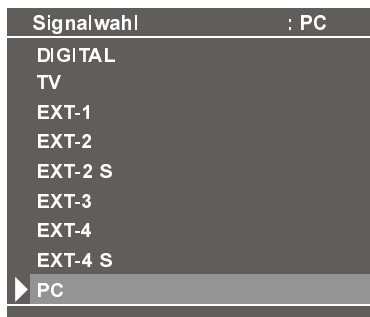 Signalwahl : PC
DIGITAL
TV
EXT-1
EXT-2
EXT-2 S
EXT-3
EXT-4
EXT-4 S
PC